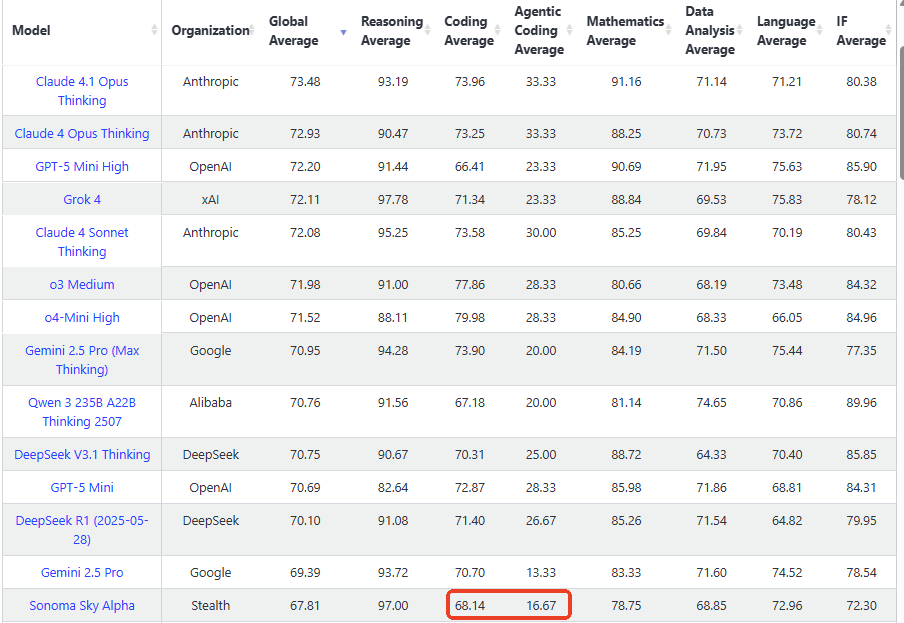 Model Organization Global Average Reasoning Average Coding Average Agentic Coding Average Mathematics Average Data Analysis Average Language Average IF Average
Claude 4.1 Opus Thinking Anthropic 73.48 93.19 73.96 33.33 91.16 71.14 71.21 80.38
Claude 4 Opus Thinking Anthropic 72.93 90.47 73.25 33.33 88.25 70.73 73.72 80.74
GPT-5 Mini High OpenAI 72.20 91.44 66.41 23.33 90.69 71.95 75.63 85.90
Grok 4 xAI 72.11 97.78 71.34 23.33 88.84 69.53 75.83 78.12
Claude 4 Sonnet Thinking Anthropic 72.08 95.25 73.58 30.00 85.25 69.84 70.19 80.43
o3 Medium OpenAI 71.98 91.00 77.86 28.33 80.66 68.19 73.48 84.32
o4-Mini High OpenAI 71.52 88.11 79.98 28.33 84.90 68.33 66.05 84.96
Gemini 2.5 Pro (Max Thinking) Google 70.95 94.28 73.90 20.00 84.19 71.50 75.44 77.35
Qwen 3 235B A22B Thinking 2507 Alibaba 70.76 91.56 67.18 20.00 81.14 74.65 70.86 89.96
DeepSeek V3.1 Thinking DeepSeek 70.75 90.67 70.31 25.00 88.72 64.33 70.40 85.85
GPT-5 Mini OpenAI 70.69 82.64 72.87 28.33 85.98 71.86 68.81 84.31
DeepSeek R1 (2025-05-28) DeepSeek 70.10 91.08 71.40 26.67 85.26 71.54 64.82 79.95
Gemini 2.5 Pro Google 69.39 93.72 70.70 13.33 83.33 71.60 74.52 78.54
Sonoma Sky Alpha Stealth 67.81 97.00 68.14 16.67 78.75 68.85 72.96 72.30